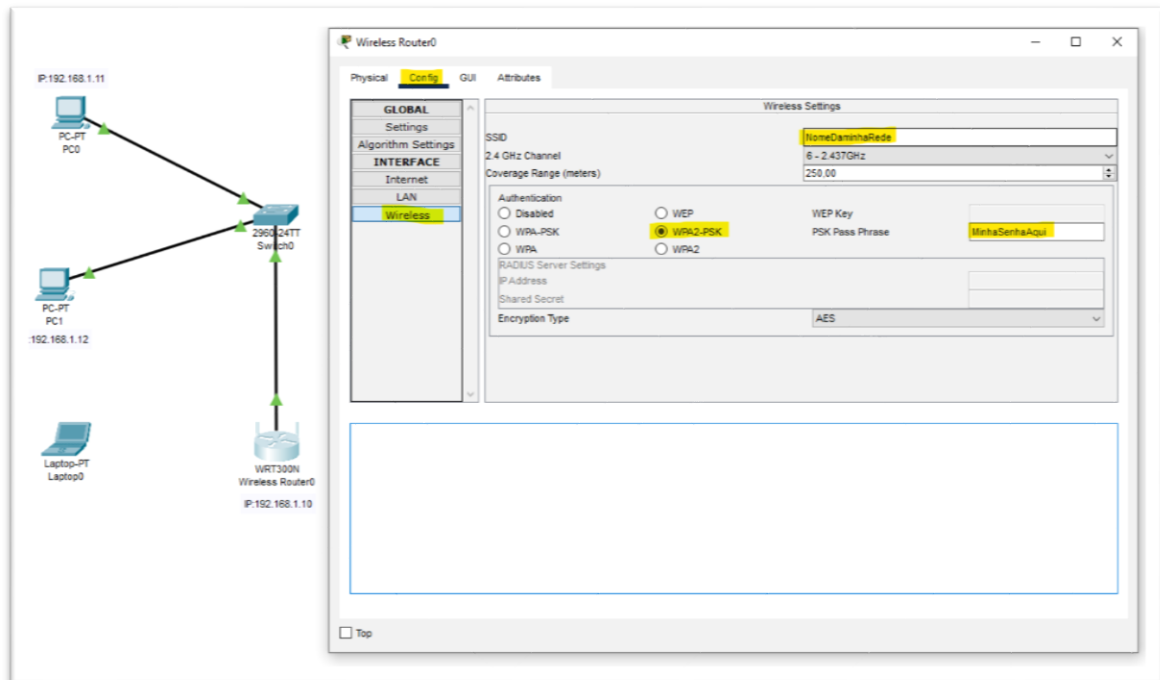 IP:192.168.1.11
PC-PT
PC0
2960-24TT
Switch0
PC-PT
PC1
:192.168.1.12
Laptop-PT
Laptop0
WRT300N
Wireless Router0
IP:192.168.1.10
Wireless Router0
Physical Config GUI Attributes
GLOBAL
Settings
Algorithm Settings
INTERFACE
Internet
LAN
Wireless
Wireless Settings
SSID NomeDaminhaRede
2.4 GHz Channel 6 - 2.437GHz
Coverage Range (meters) 250,00
Authentication
Disabled WEP WEP Key
WPA-PSK WPA2-PSK PSK Pass Phrase MinhaSenhaAqui
WPA WPA2
RADIUS Server Settings
IP Address
Shared Secret
Encryption Type AES
Top